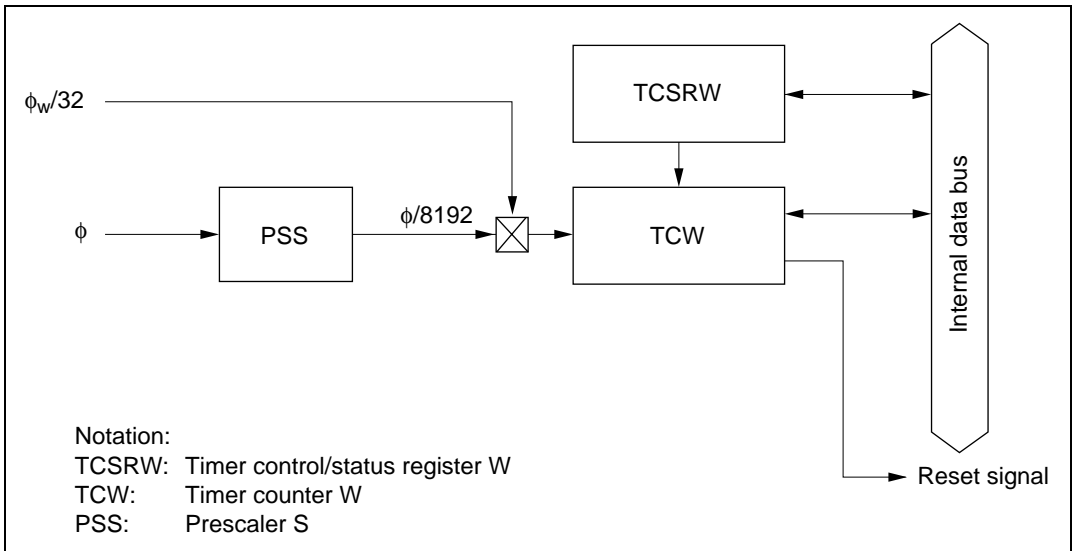 ϕw/32
TCSRW
ϕ
PSS
ϕ/8192
TCW
Internal data bus
Reset signal
Notation:
TCSRW: Timer control/status register W
TCW: Timer counter W
PSS: Prescaler S